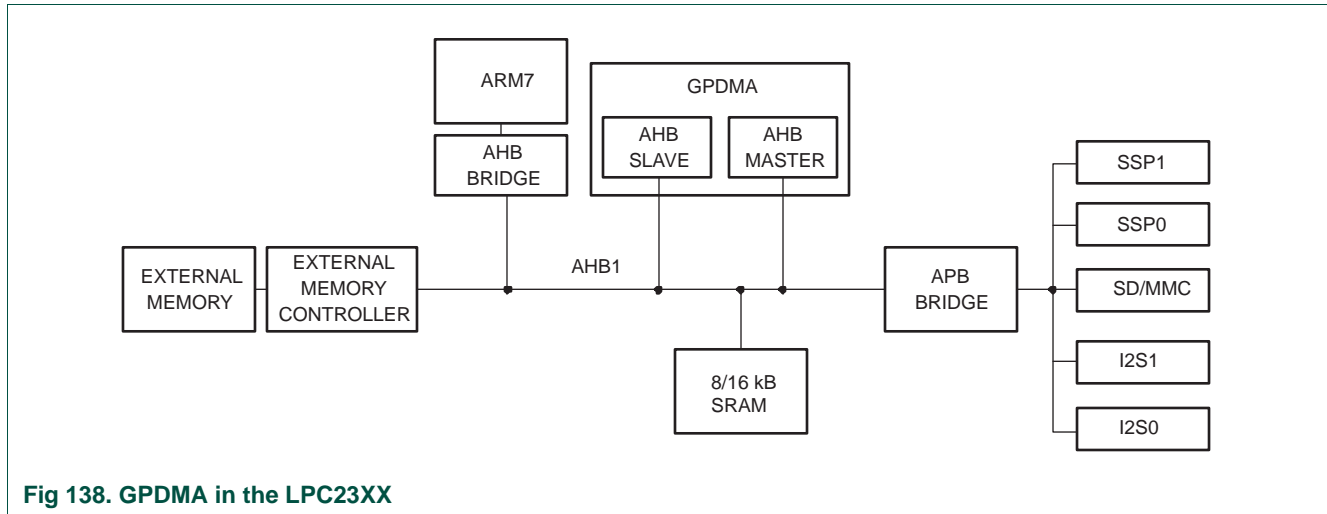 ARM7
AHB
BRIDGE
GPDMA
AHB
SLAVE
AHB
MASTER
EXTERNAL
MEMORY
EXTERNAL
MEMORY
CONTROLLER
AHB1
8/16 kB
SRAM
APB
BRIDGE
SSP1
SSP0
SD/MMC
I2S1
I2S0
Fig 138. GPDMA in the LPC23XX